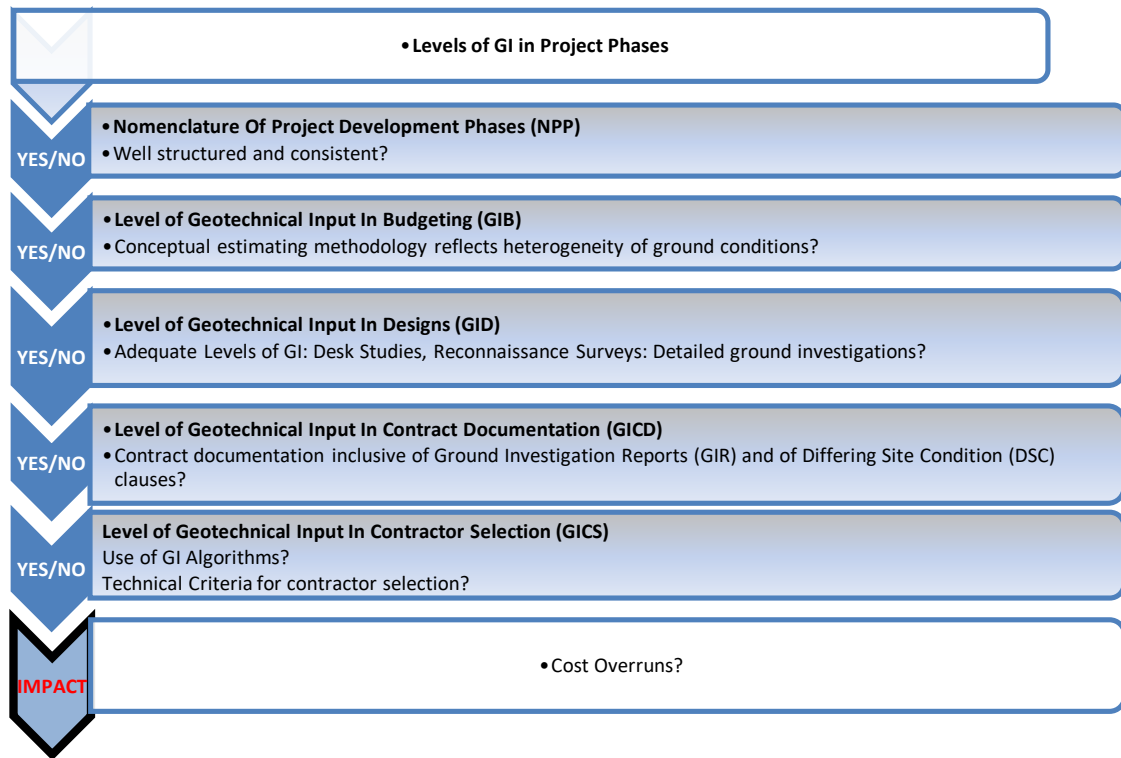 •Levels of GI in Project Phases
YES/NO
•Nomenclature Of Project Development Phases (NPP)
•Well structured and consistent?
YES/NO
•Level of Geotechnical Input In Budgeting (GIB)
•Conceptual estimating methodology reflects heterogeneity of ground conditions?
YES/NO
•Level of Geotechnical Input In Designs (GID)
•Adequate Levels of GI: Desk Studies, Reconnaissance Surveys: Detailed ground investigations?
YES/NO
•Level of Geotechnical Input In Contract Documentation (GICD)
•Contract documentation inclusive of Ground Investigation Reports (GIR) and of Differing Site Condition (DSC)
clauses?
YES/NO
Level of Geotechnical Input In Contractor Selection (GICS)
Use of GI Algorithms?
Technical Criteria for contractor selection?
IMPACT
•Cost Overruns?